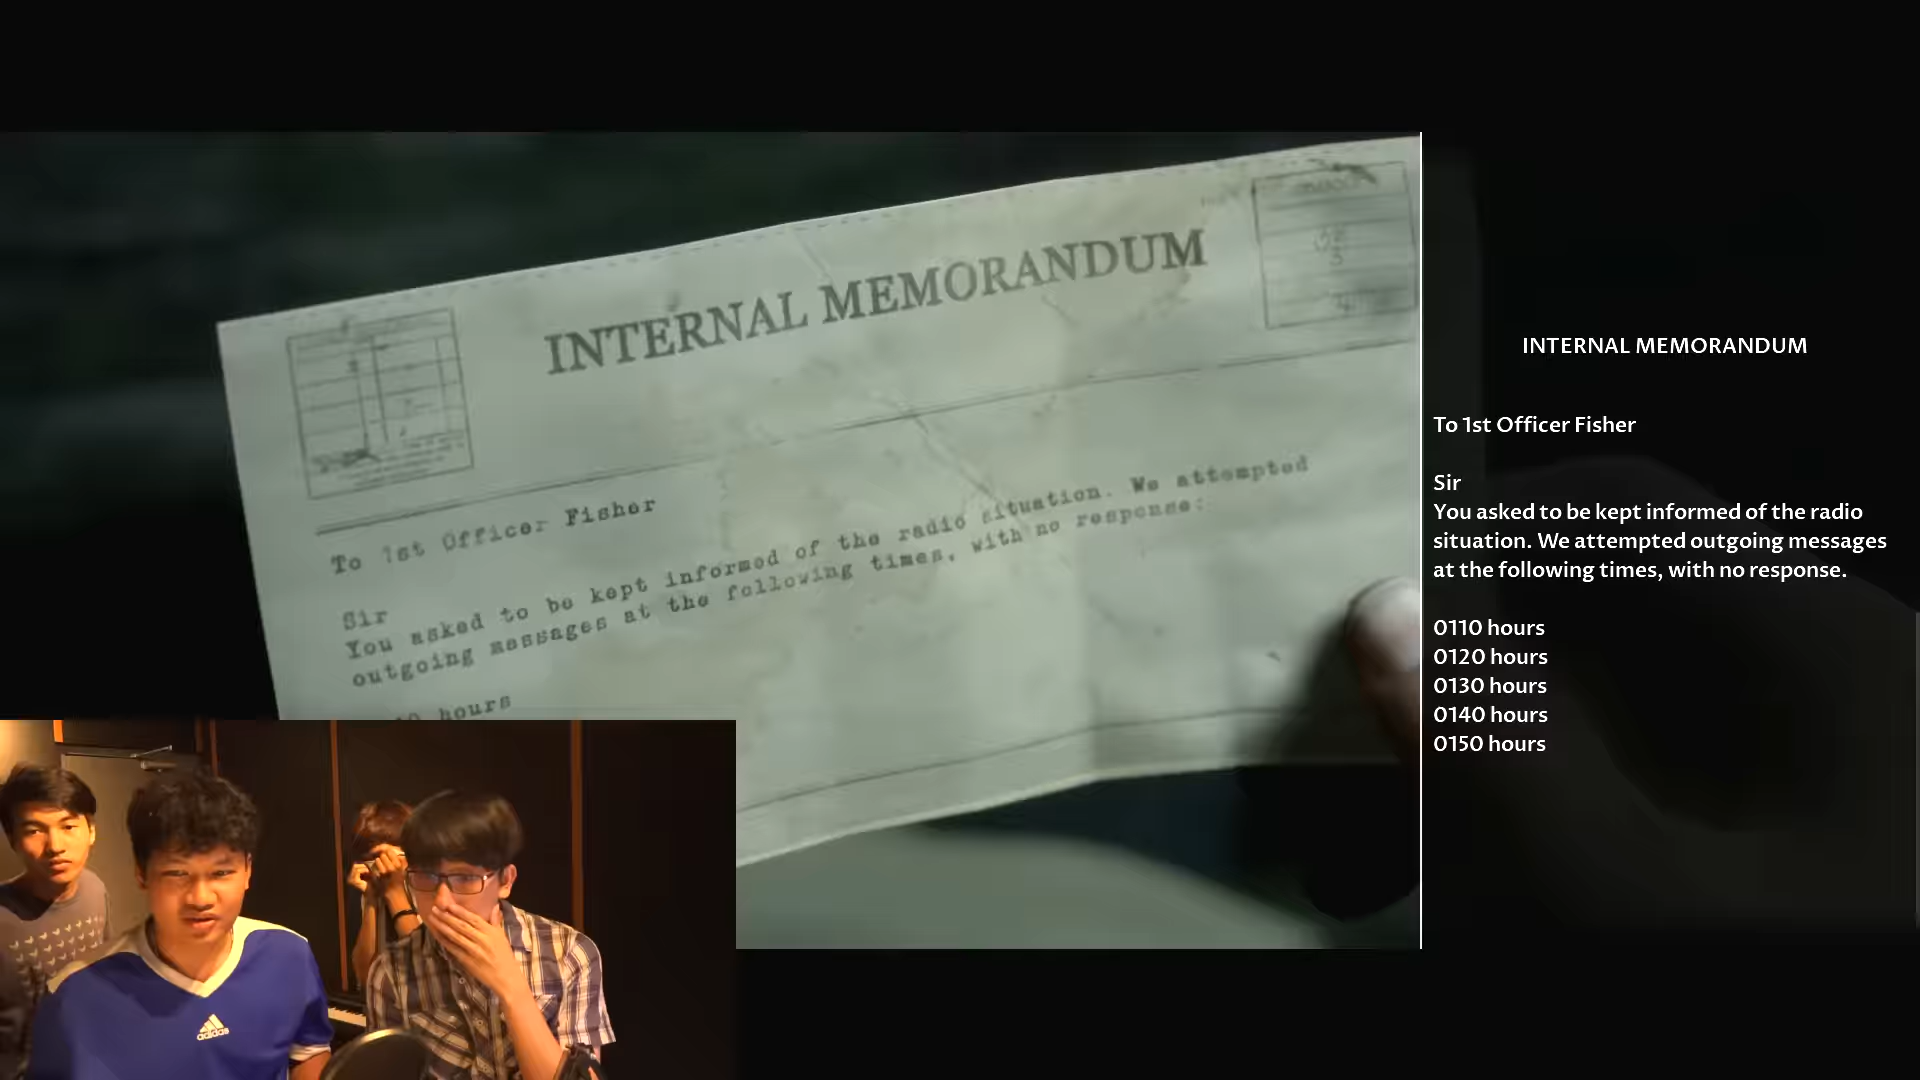 INTERNAL MEMORANDUM
To 1st Officer Fisher
Sir
You asked to be kept informed of the radio situation. We attempted
outgoing messages at the following times, with no response:
hours
INTERNAL MEMORANDUM
To 1st Officer Fisher
Sir
You asked to be kept informed of the radio
situation. We attempted outgoing messages
at the following times, with no response.
0110 hours
0120 hours
0130 hours
0140 hours
0150 hours
adidas